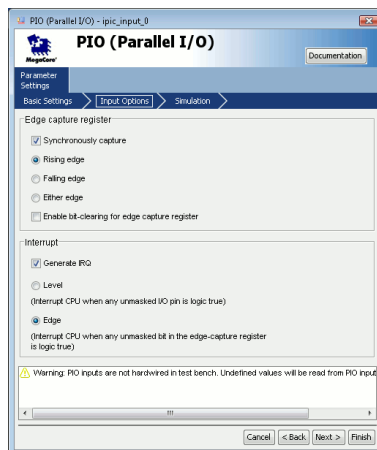 PIO (Parallel I/O) - ipic_input_0
PIO (Parallel I/O)
MegaCore'
Documentation
Parameter
Settings
Basic Settings > Input Options > Simulation >
Edge capture register
Synchronously capture
Rising edge
Falling edge
Either edge
Enable bit-clearing for edge capture register
Interrupt
Generate IRQ
Level
(Interrupt CPU when any unmasked I/O pin is logic true)
Edge
(Interrupt CPU when any unmasked bit in the edge-capture register
is logic true)
Warning: PIO inputs are not hardwired in test bench. Undefined values will be read from PIO input
Cancel < Back Next > Finish